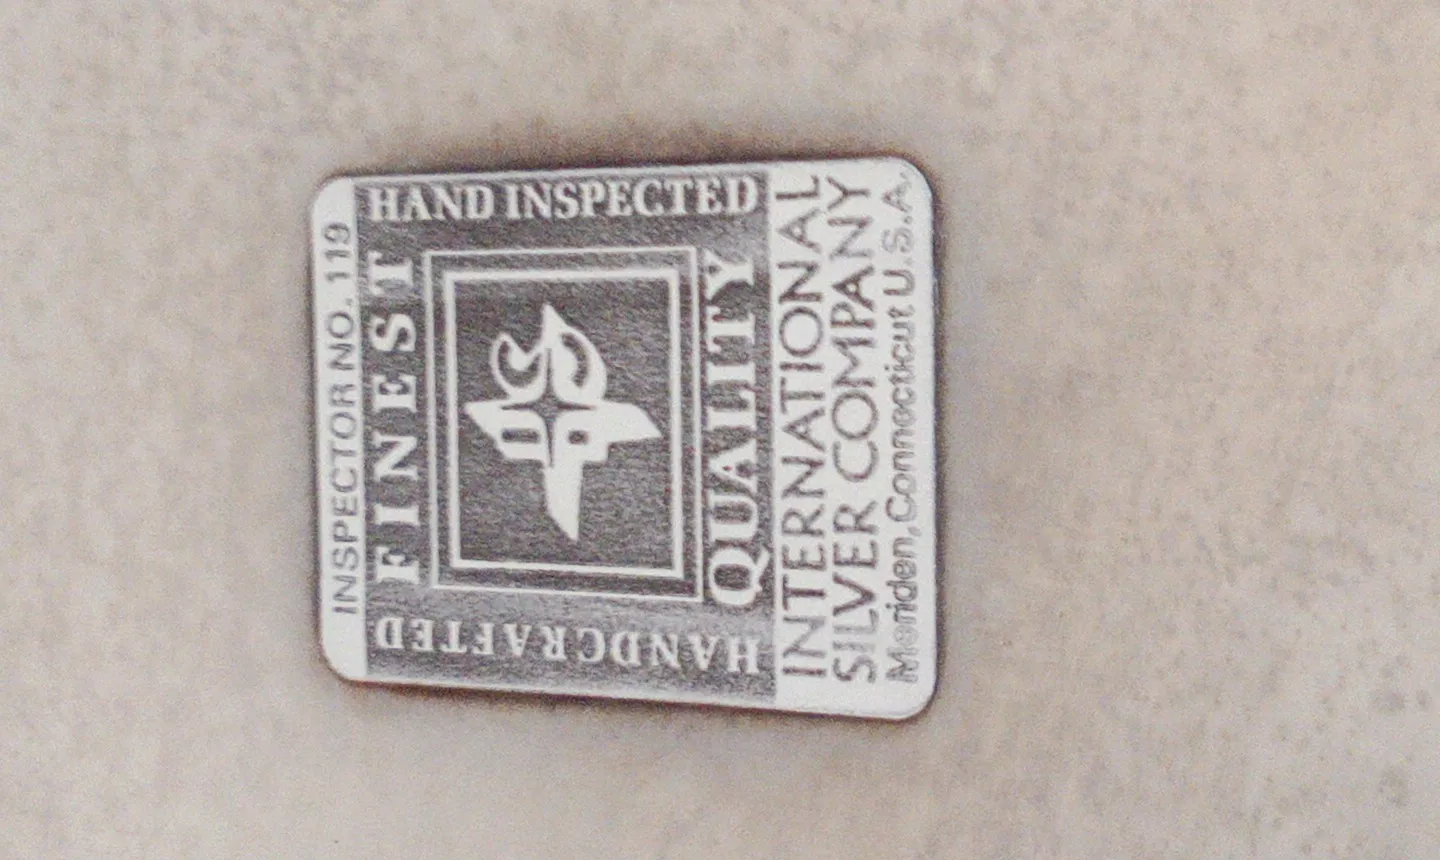 INSPECTOR NO. 119
FINEST
HANDCRAFTED
HAND INSPECTED
QUALITY
INTERNATIONAL
SILVER COMPANY
Meriden, Connecticut U.S.A.